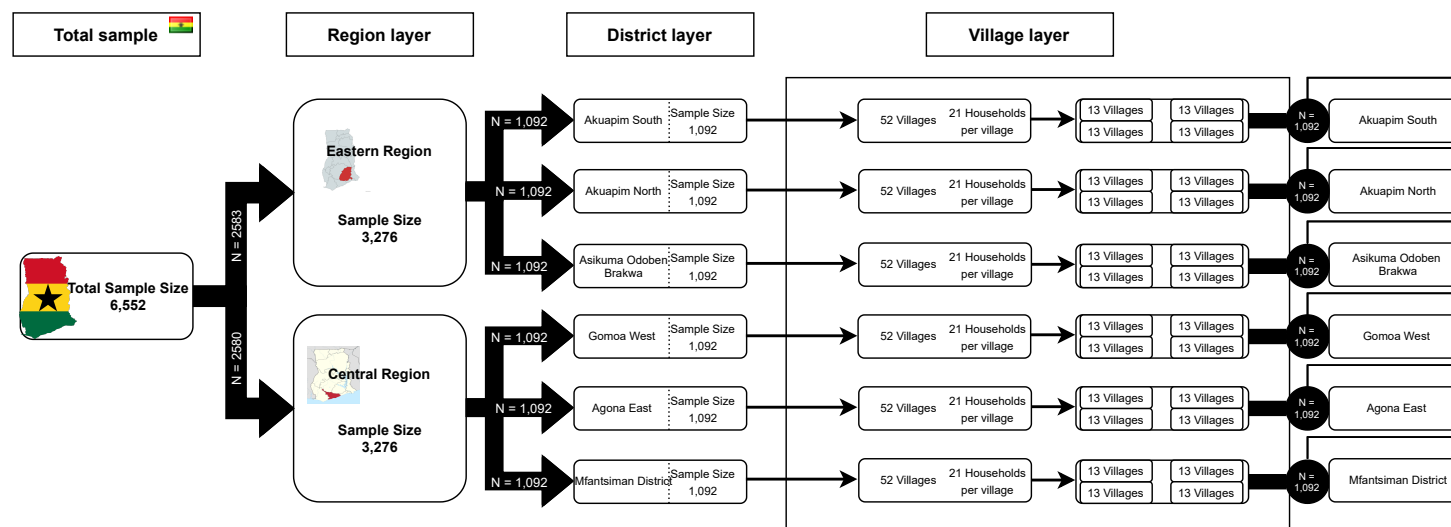 Total sample
Region layer
District layer
Village layer
Total Sample Size
6,552
N = 2583
N = 2580
Eastern Region
Sample Size
3,276
Central Region
Sample Size
3,276
N = 1,092
Akuapim South
Sample Size
1,092
52 Villages
21 Households
per village
13 Villages
13 Villages
13 Villages
13 Villages
N =
1,092
Akuapim South
N = 1,092
Akuapim North
Sample Size
1,092
52 Villages
21 Households
per village
13 Villages
13 Villages
13 Villages
13 Villages
N =
1,092
Akuapim North
N = 1,092
Asikuma Odoben
Brakwa
Sample Size
1,092
52 Villages
21 Households
per village
13 Villages
13 Villages
13 Villages
13 Villages
N =
1,092
Asikuma Odoben
Brakwa
N = 1,092
Gomoa West
Sample Size
1,092
52 Villages
21 Households
per village
13 Villages
13 Villages
13 Villages
13 Villages
N =
1,092
Gomoa West
N = 1,092
Agona East
Sample Size
1,092
52 Villages
21 Households
per village
13 Villages
13 Villages
13 Villages
13 Villages
N =
1,092
Agona East
N = 1,092
Mfantsiman District
Sample Size
1,092
52 Villages
21 Households
per village
13 Villages
13 Villages
13 Villages
13 Villages
N =
1,092
Mfantsiman District